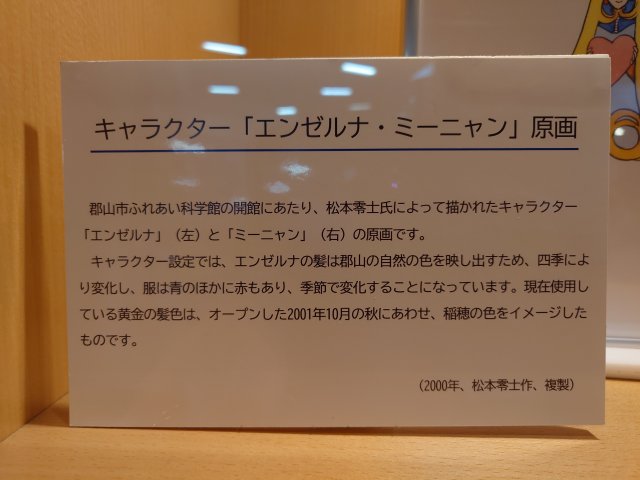 キャラクター「エンゼルナ・ミーニャン」原画
郡山市ふれあい科学館の開館にあたり、松本零士氏によって描かれたキャラクター
「エンゼルナ」（左）と「ミーニャン」（右）の原画です。
キャラクター設定では、エンゼルナの髪は郡山の自然の色を映し出すため、四季によ
り変化し、服は青のほかに赤もあり、季節で変化することになっています。現在使用し
ている黄金の髪色は、オープンした2001年10月の秋にあわせ、稲穂の色をイメージした
ものです。
（2000年、松本零士作、複製）